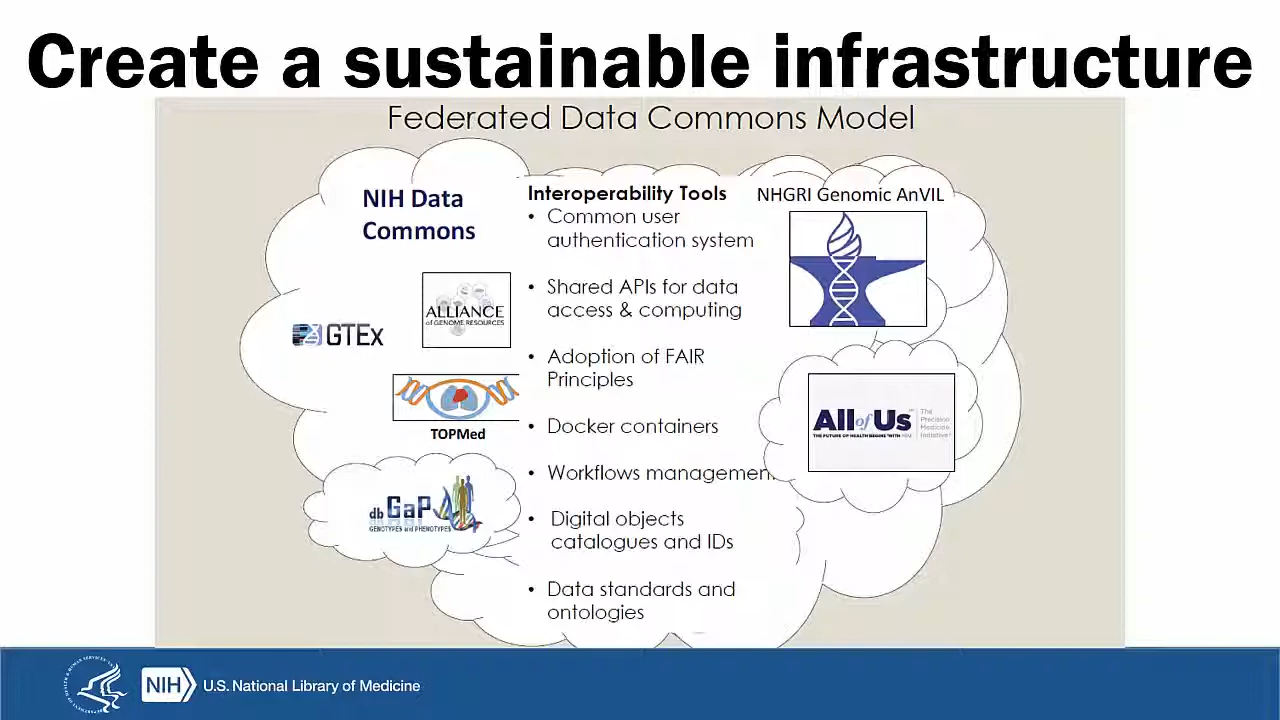 Create a sustainable infrastructure
Federated Data Commons Model
NIH Data
Commons
GTEx
ALLIANCE
of GENOME RESOURCES
TOPMed
dbGaP
GENOTYPES and PHENOTYPES
Interoperability Tools
• Common user
authentication system
• Shared APIs for data
access & computing
• Adoption of FAIR
Principles
• Docker containers
• Workflows managemen
• Digital objects
catalogues and IDs
• Data standards and
ontologies
NHGRI Genomic AnVIL
All of Us
THE FUTURE OF HEALTH BEGINS WITH YOU
The
Precision
Medicine
Initiative
NIH
U.S. National Library of Medicine